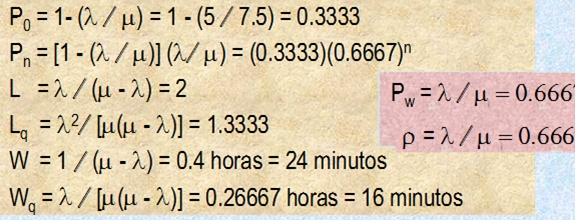 P₀ = 1- (λ / μ) = 1 - (5 / 7.5) = 0.3333
Pₙ = [1 - (λ / μ)] (λ/ μ) = (0.3333)(0.6667)ⁿ
L = λ / (μ - λ) = 2
Lq = λ² / [μ(μ - λ)] = 1.3333
W = 1 / (μ - λ) = 0.4 horas = 24 minutos
Wq = λ / [μ(μ - λ)] = 0.26667 horas = 16 minutos
Pw = λ / μ = 0.666
ρ = λ / μ = 0.666